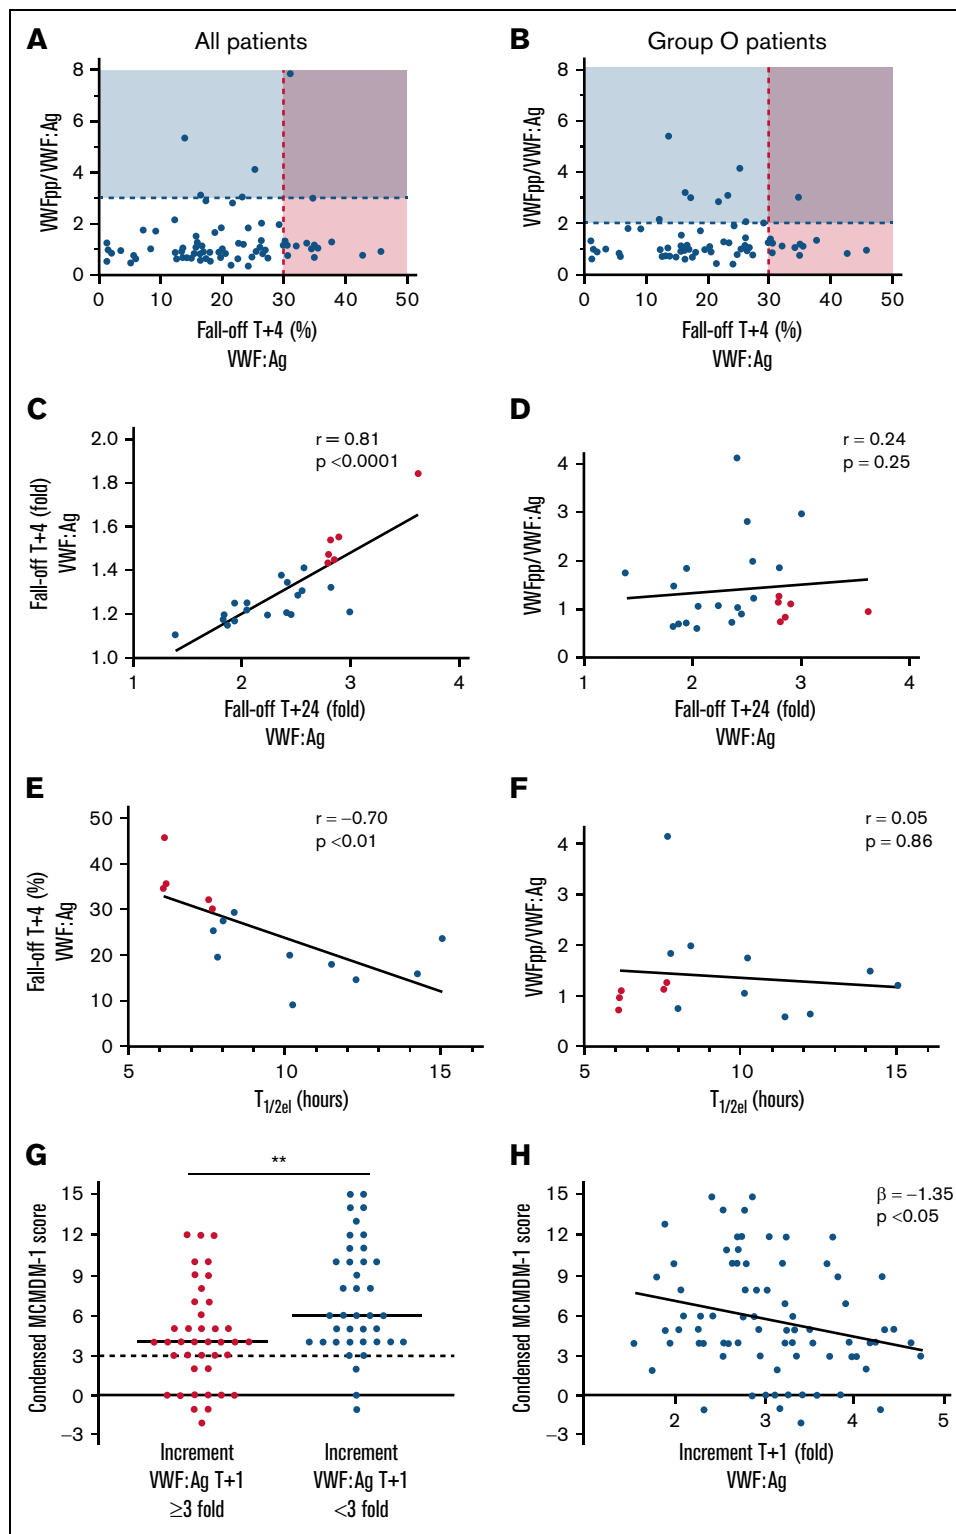 A
All patients
VWFpp/VWF:Ag
8
6
4
2
0
0 10 20 30 40 50
Fall-off T+4 (%)
VWF:Ag
B
Group O patients
VWFpp/VWF:Ag
8
6
4
2
0
0 10 20 30 40 50
Fall-off T+4 (%)
VWF:Ag
C
r = 0.81
p <0.0001
Fall-off T+4 (fold)
VWF:Ag
2.0
1.8
1.6
1.4
1.2
1.0
1 2 3 4
Fall-off T+24 (fold)
VWF:Ag
D
r = 0.24
p = 0.25
VWFpp/VWF:Ag
4
3
2
1
0
1 2 3 4
Fall-off T+24 (fold)
VWF:Ag
E
r = −0.70
p <0.01
Fall-off T+4 (%)
VWF:Ag
50
40
30
20
10
0
5 10 15
T1/2el (hours)
F
r = 0.05
p = 0.86
VWFpp/VWF:Ag
4
3
2
1
0
5 10 15
T1/2el (hours)
G
**
Condensed MCMDM-1 score
15
12
9
6
3
0
−3
Increment
VWF:Ag T+1
≥3 fold
Increment
VWF:Ag T+1
<3 fold
H
β = −1.35
p <0.05
Condensed MCMDM-1 score
15
12
9
6
3
0
−3
2 3 4 5
Increment T+1 (fold)
VWF:Ag